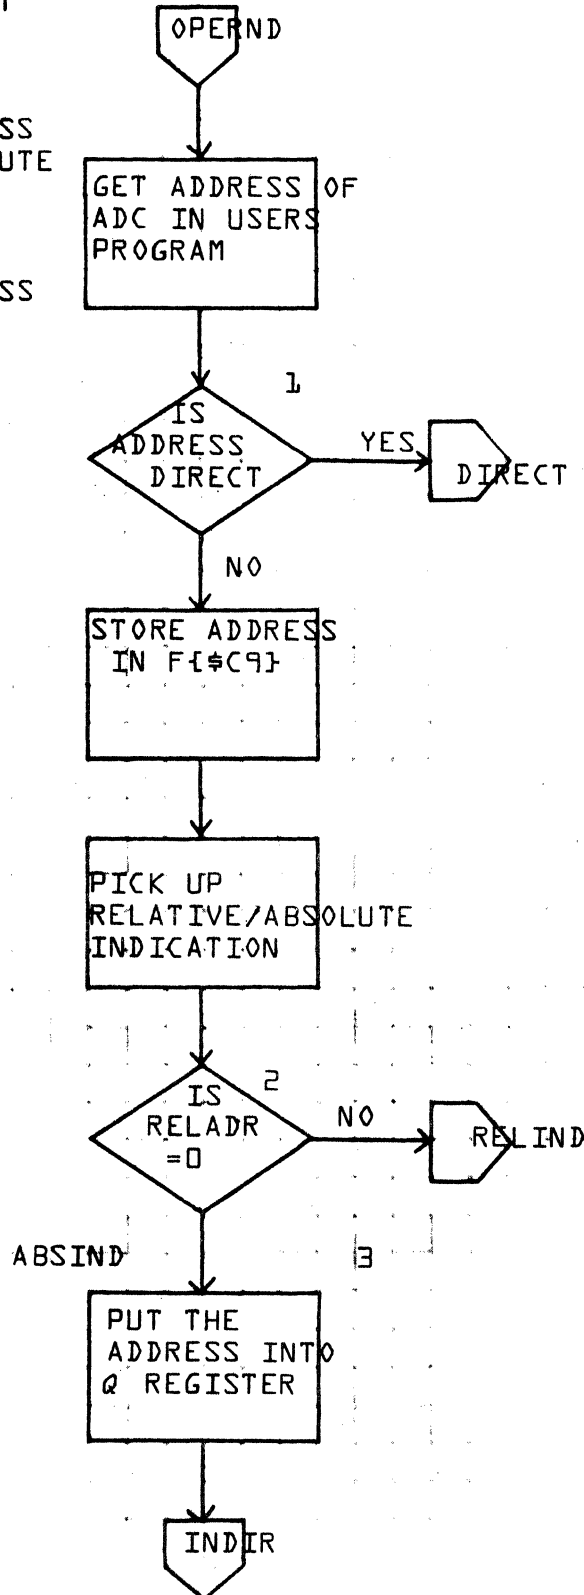 OPERND
SS
UTE
GET ADDRESS OF
ADC IN USERS
PROGRAM
SS
1
IS
ADDRESS
DIRECT
YES
DIRECT
NO
STORE ADDRESS
IN F{$C9}
PICK UP
RELATIVE/ABSOLUTE
INDICATION
2
IS
RELADR
=0
NO
RELIND
ABSIND
3
PUT THE
ADDRESS INTO
Q REGISTER
INDIR